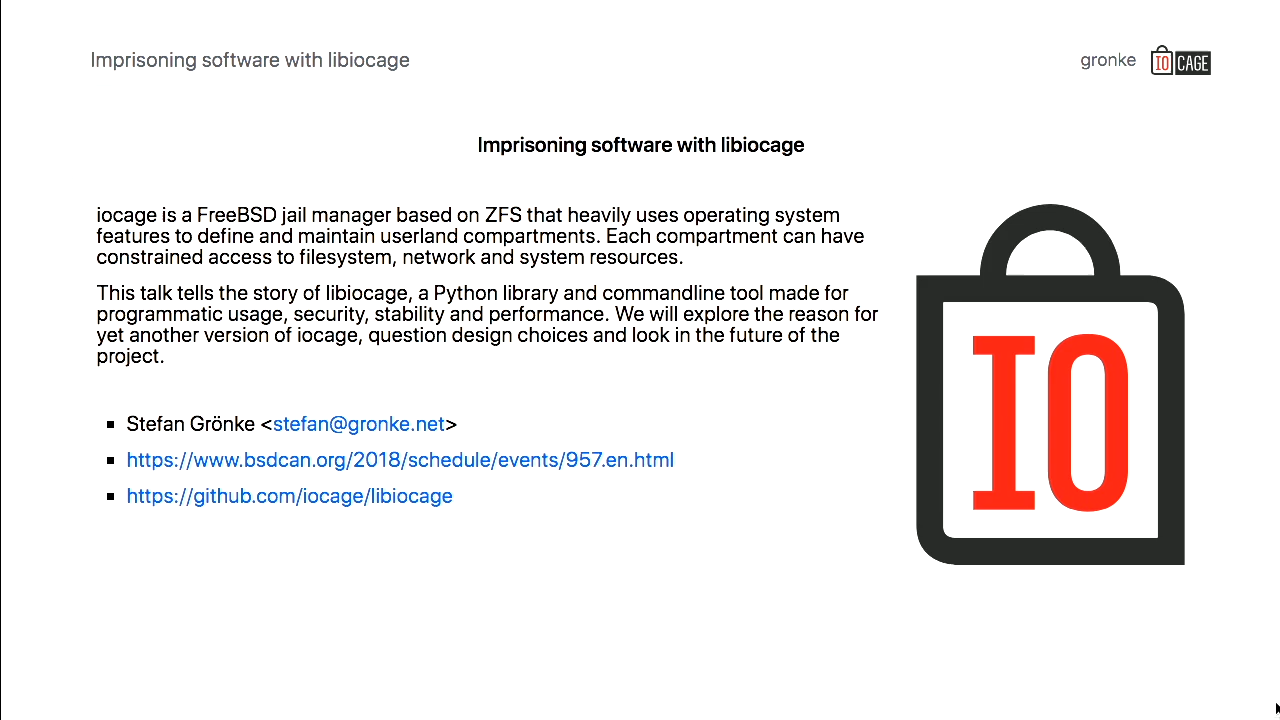 Imprisoning software with libiocage
gronke IO CAGE
Imprisoning software with libiocage
iocage is a FreeBSD jail manager based on ZFS that heavily uses operating system
features to define and maintain userland compartments. Each compartment can have
constrained access to filesystem, network and system resources.
This talk tells the story of libiocage, a Python library and commandline tool made for
programmatic usage, security, stability and performance. We will explore the reason for
yet another version of iocage, question design choices and look in the future of the
project.
Stefan Grönke <stefan@gronke.net>
https://www.bsdcan.org/2018/schedule/events/957.en.html
https://github.com/iocage/libiocage
IO